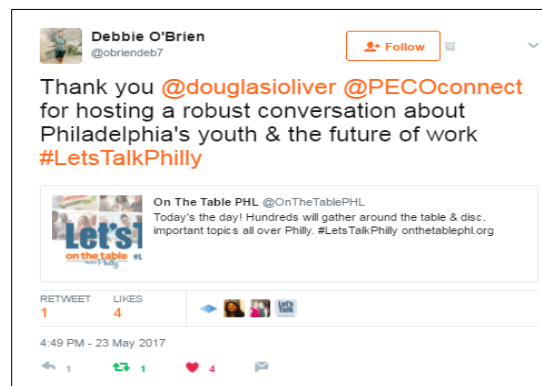 Debbie O'Brien
@obriendeb7
Follow
Thank you @douglasioliver @PECOconnect
for hosting a robust conversation about
Philadelphia's youth & the future of work
#LetsTalkPhilly
On The Table PHL @OnTheTablePHL
Today's the day! Hundreds will gather around the table & disc.
important topics all over Philly. #LetsTalkPhilly onthetablephl.org
Let's
on the table
Philly
RETWEET LIKES
1 4
Let's
Talk
4:49 PM - 23 May 2017
1 1 4